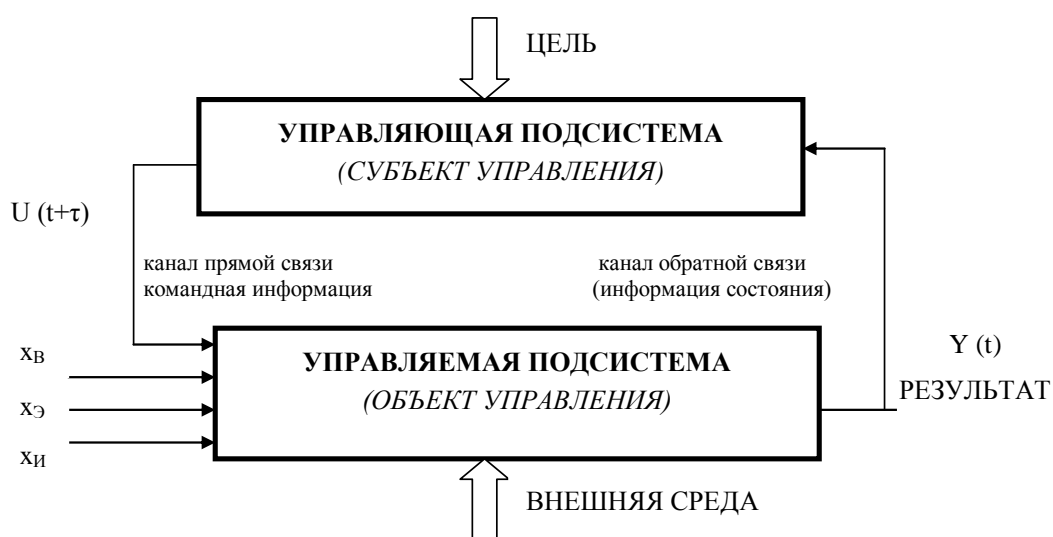 ЦЕЛЬ
УПРАВЛЯЮЩАЯ ПОДСИСТЕМА
(СУБЪЕКТ УПРАВЛЕНИЯ)
U (t+τ)
канал прямой связи
командная информация
канал обратной связи
(информация состояния)
xВ
xЭ
xИ
УПРАВЛЯЕМАЯ ПОДСИСТЕМА
(ОБЪЕКТ УПРАВЛЕНИЯ)
Y (t)
РЕЗУЛЬТАТ
ВНЕШНЯЯ СРЕДА